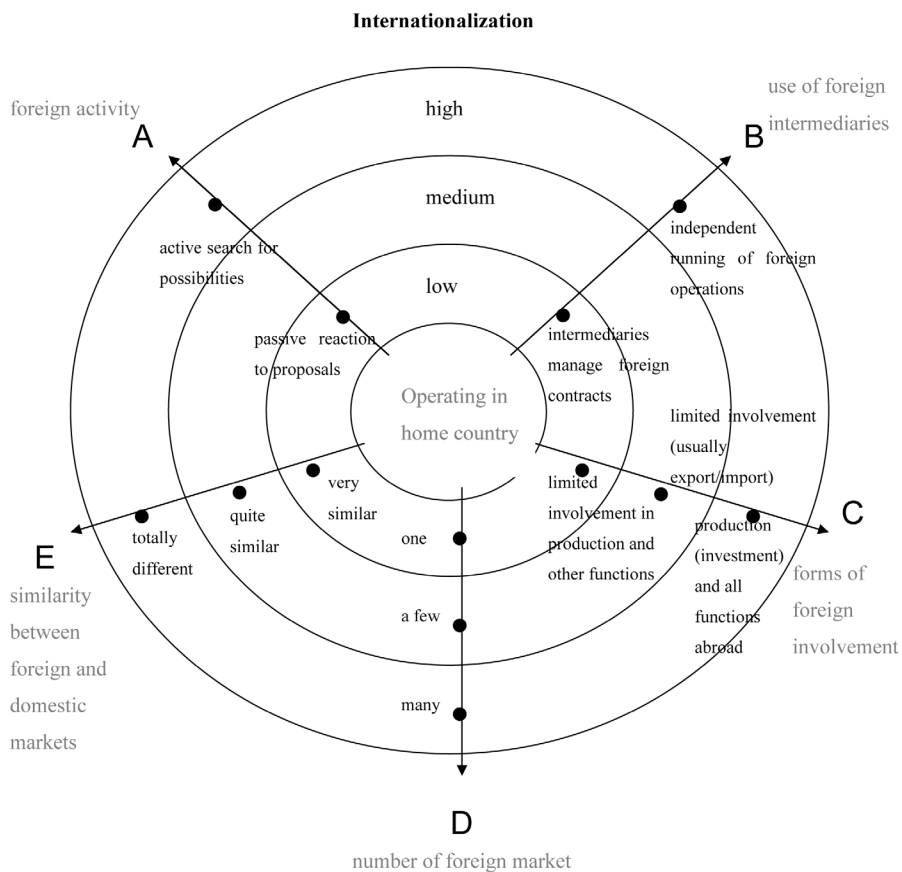 Internationalization
foreign activity
A
use of foreign
intermediaries
B
high
medium
low
active search for
possibilities
passive reaction
to proposals
independent
running of foreign
operations
intermediaries
manage foreign
contracts
Operating in
home country
limited involvement
(usually
export/import)
limited
involvement in
production and
other functions
production
(investment)
and all
functions
abroad
C
forms of
foreign
involvement
very
similar
quite
similar
totally
different
E
similarity
between
foreign and
domestic
markets
one
a few
many
D
number of foreign market